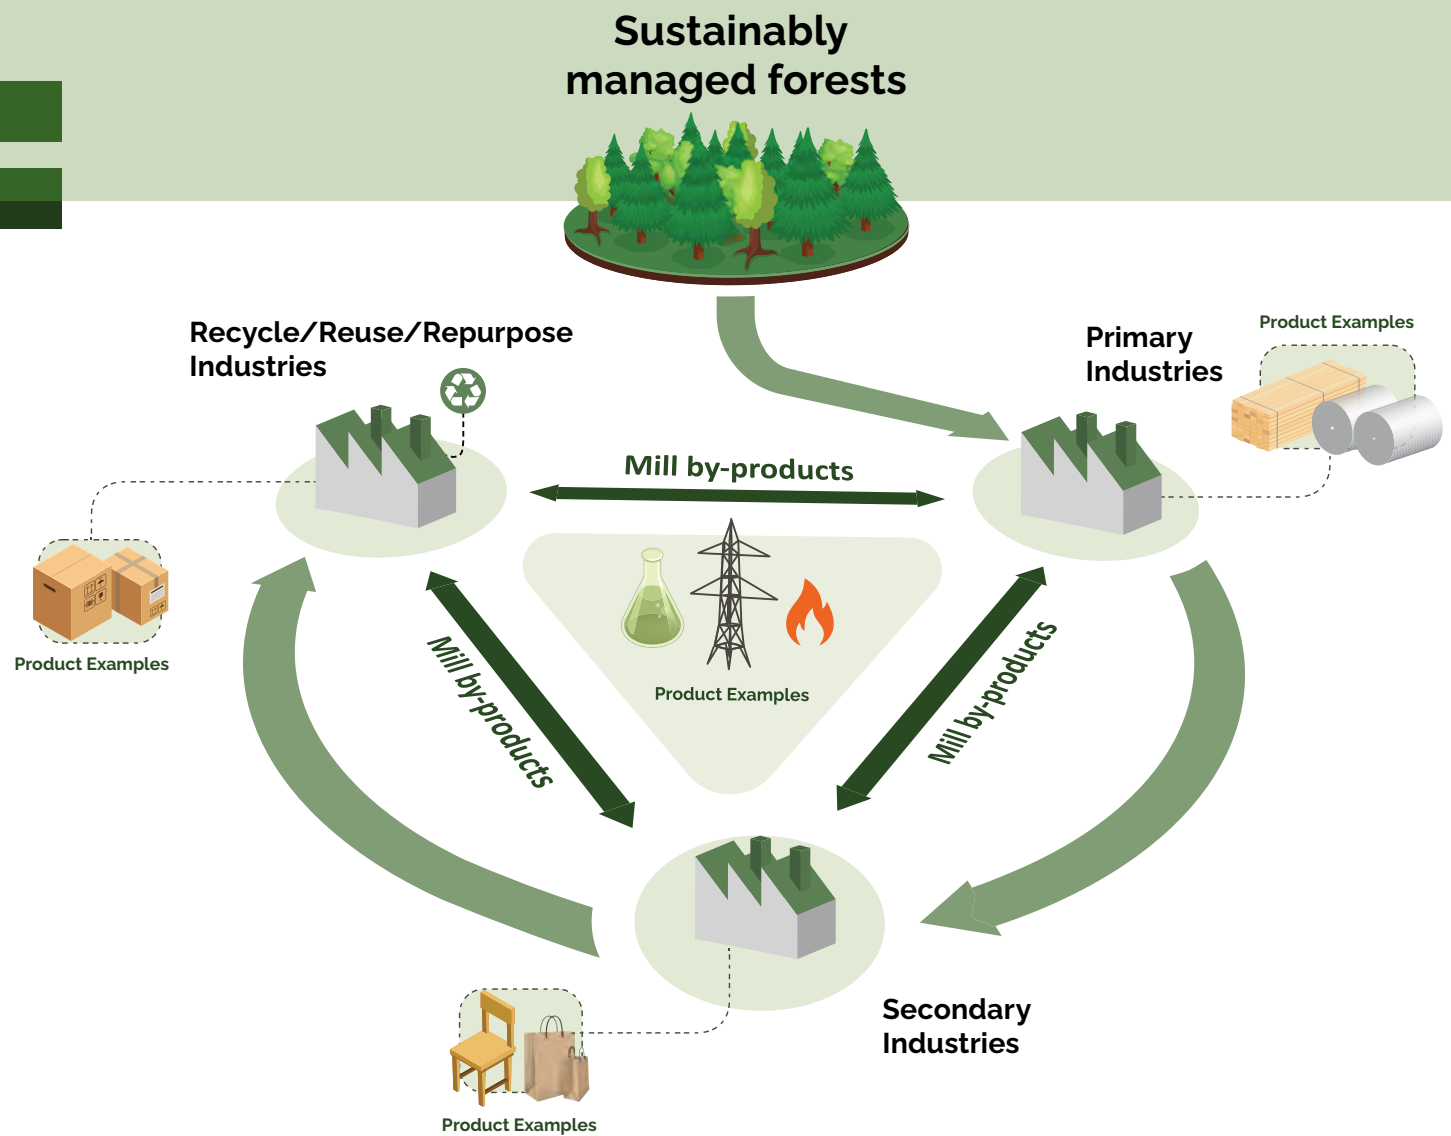 Sustainably
managed forests
Recycle/Reuse/Repurpose
Industries
Primary
Industries
Product Examples
Mill by-products
Product Examples
Mill by-products
Mill by-products
Product Examples
Secondary
Industries
Product Examples